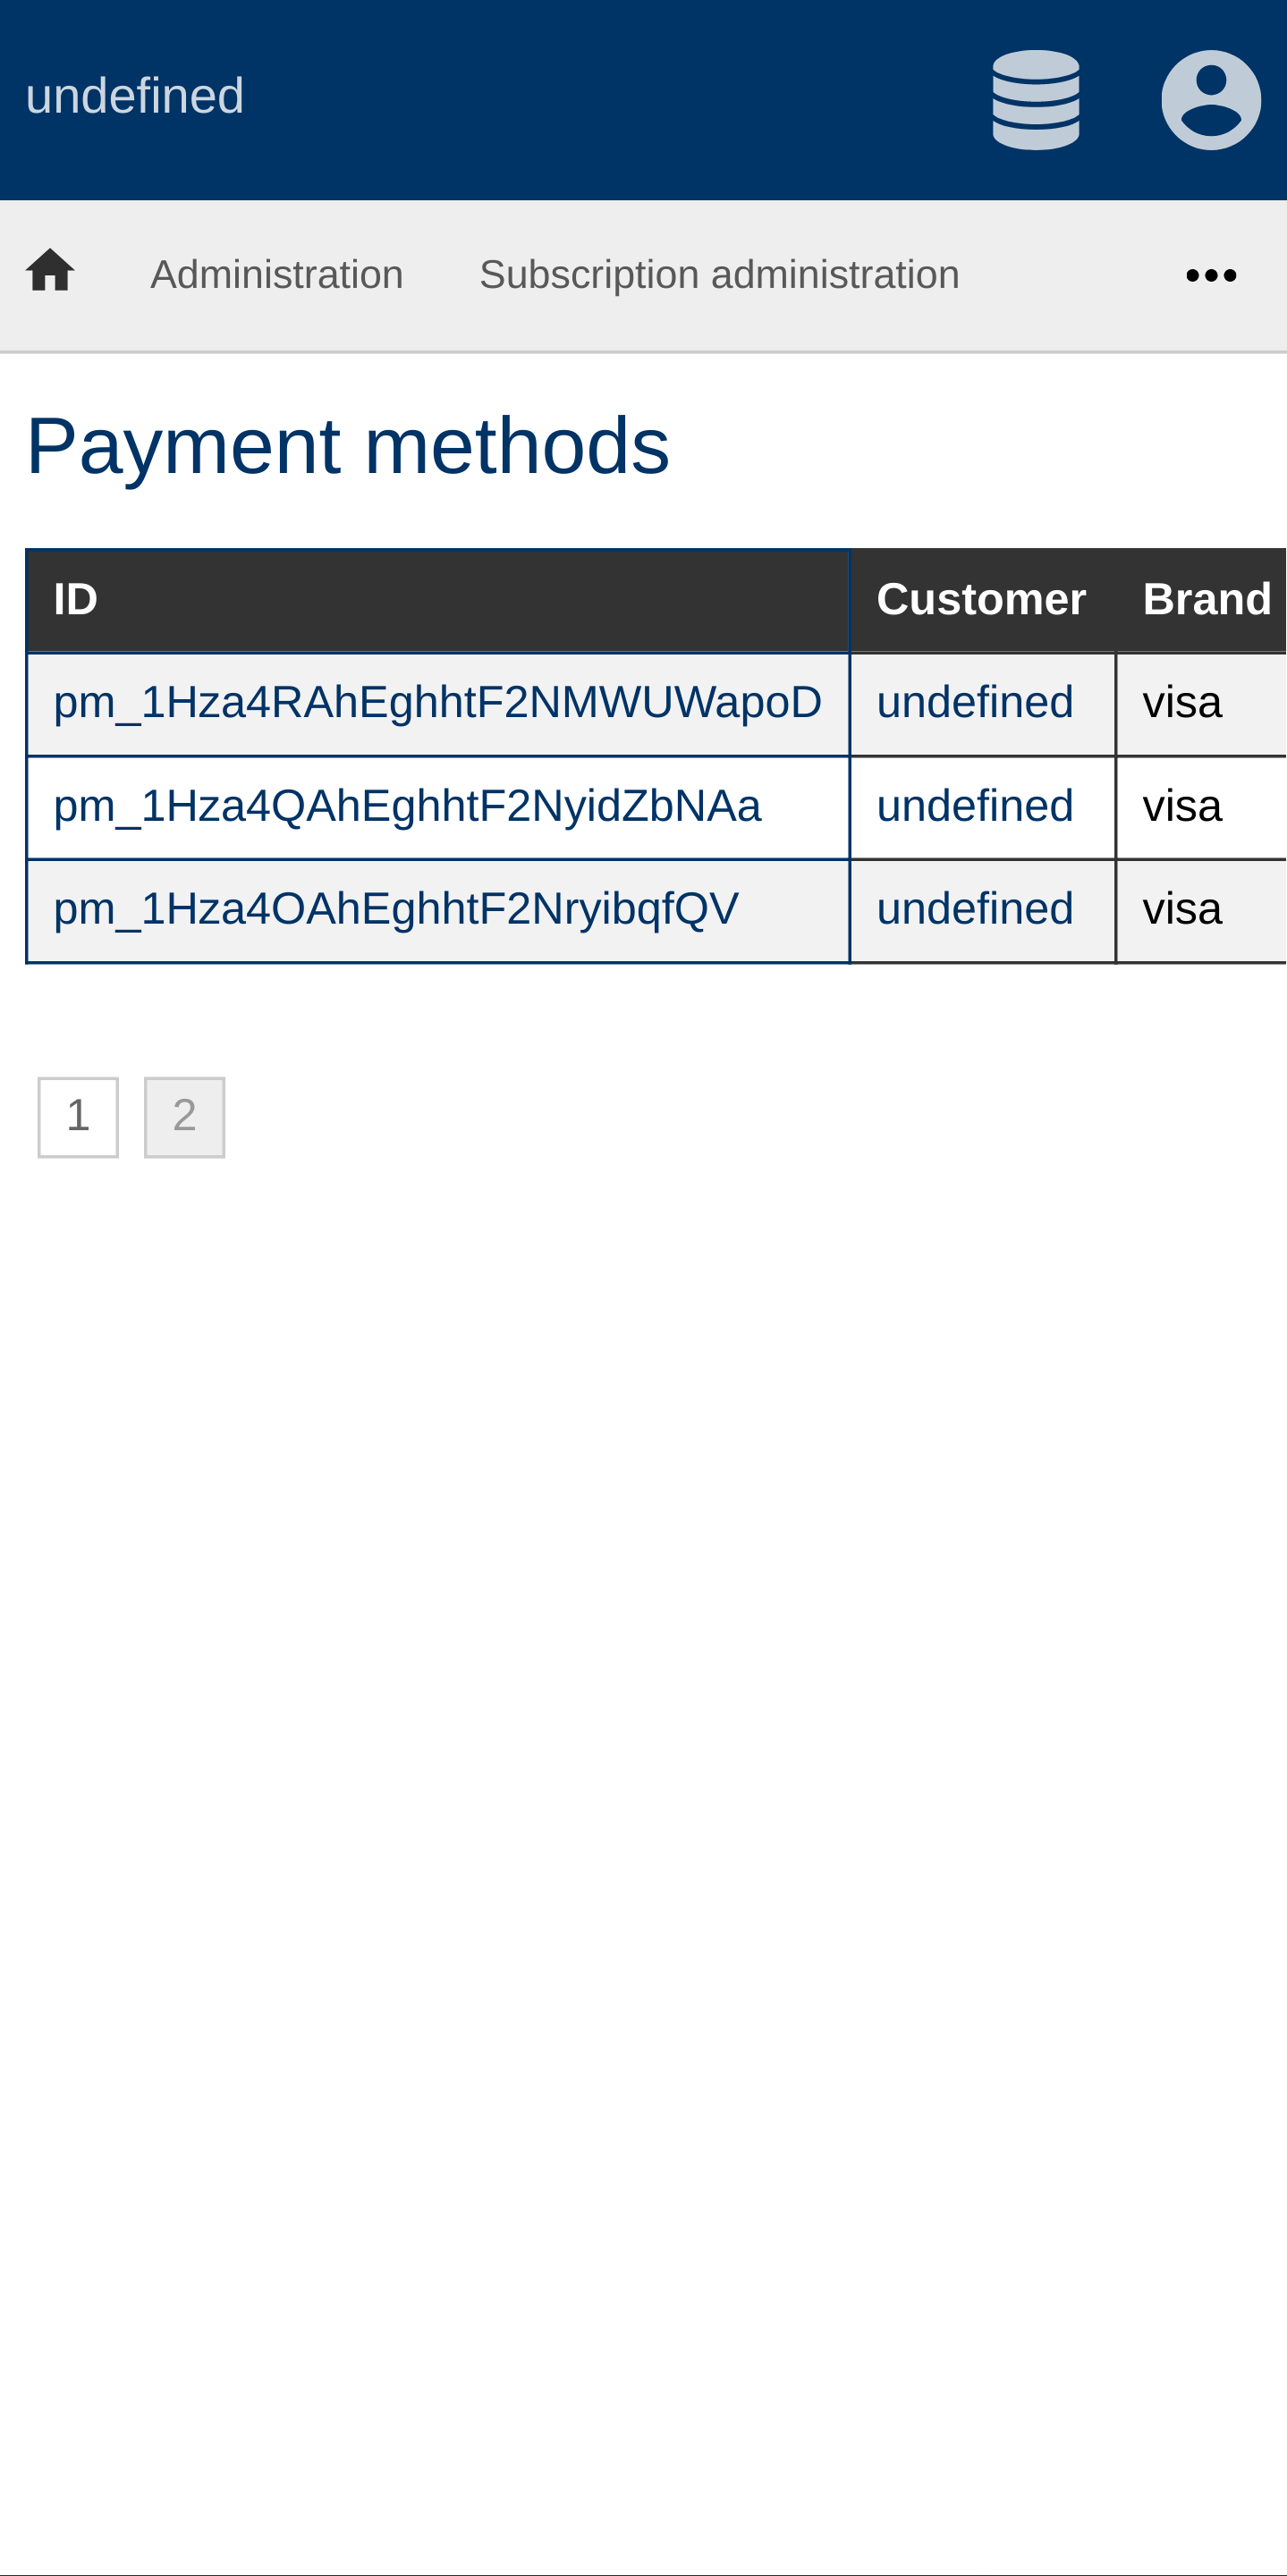 undefined
Administration Subscription administration •••
Payment methods
ID Customer Brand
pm_1Hza4RAhEghhtF2NMWUWapoD undefined visa
pm_1Hza4QAhEghhtF2NyidZbNAa undefined visa
pm_1Hza4OAhEghhtF2NryibqfQV undefined visa
1 2